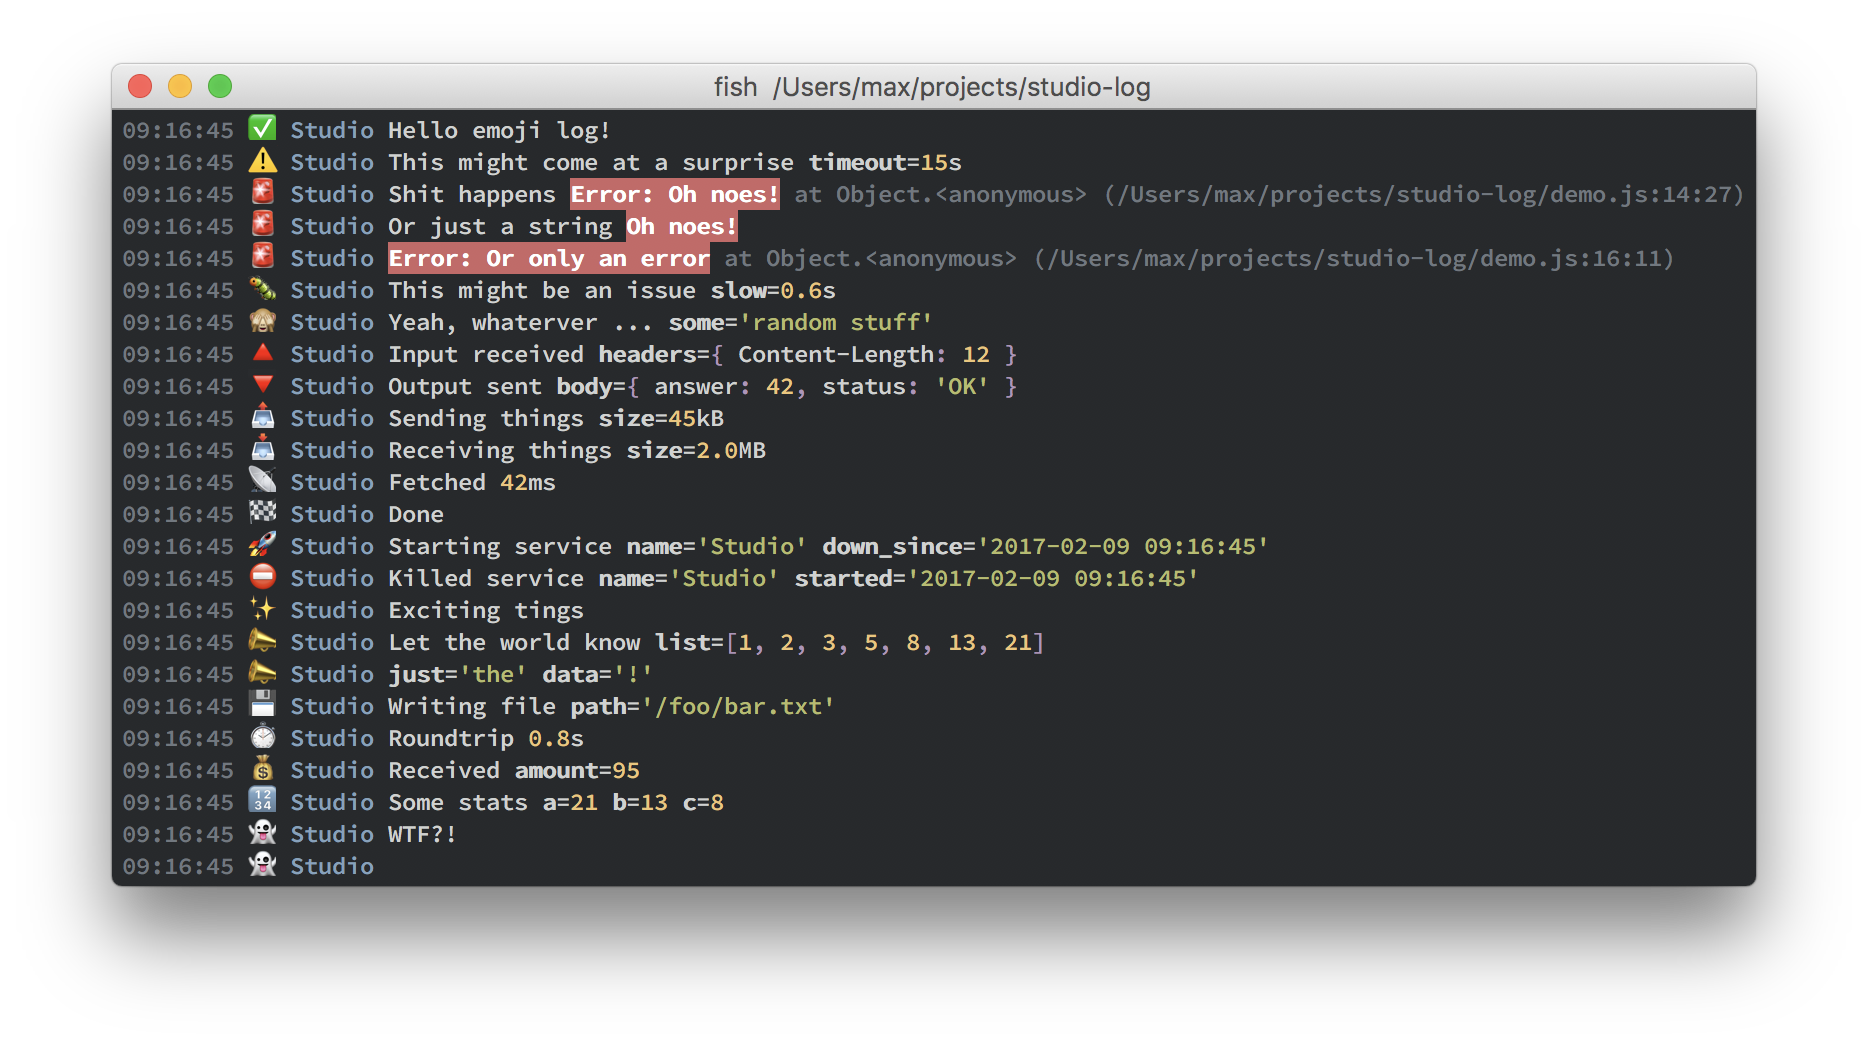 fish /Users/max/projects/studio-log
09:16:45 ✅ Studio Hello emoji log!
09:16:45 ⚠️ Studio This might come at a surprise timeout=15s
09:16:45 🚨 Studio Shit happens Error: Oh noes! at Object.<anonymous> (/Users/max/projects/studio-log/demo.js:14:27)
09:16:45 🚨 Studio Or just a string Oh noes!
09:16:45 🚨 Studio Error: Or only an error at Object.<anonymous> (/Users/max/projects/studio-log/demo.js:16:11)
09:16:45 🐛 Studio This might be an issue slow=0.6s
09:16:45 🙈 Studio Yeah, whaterver ... some='random stuff'
09:16:45 🔺 Studio Input received headers={ Content-Length: 12 }
09:16:45 🔻 Studio Output sent body={ answer: 42, status: 'OK' }
09:16:45 📤 Studio Sending things size=45kB
09:16:45 📥 Studio Receiving things size=2.0MB
09:16:45 📡 Studio Fetched 42ms
09:16:45 🏁 Studio Done
09:16:45 🚀 Studio Starting service name='Studio' down_since='2017-02-09 09:16:45'
09:16:45 ⛔️ Studio Killed service name='Studio' started='2017-02-09 09:16:45'
09:16:45 ✨ Studio Exciting tings
09:16:45 📣 Studio Let the world know list=[1, 2, 3, 5, 8, 13, 21]
09:16:45 📣 Studio just='the' data='!'
09:16:45 💾 Studio Writing file path='/foo/bar.txt'
09:16:45 ⏱ Studio Roundtrip 0.8s
09:16:45 💰 Studio Received amount=95
09:16:45 🔢 Studio Some stats a=21 b=13 c=8
09:16:45 👻 Studio WTF?!
09:16:45 👻 Studio